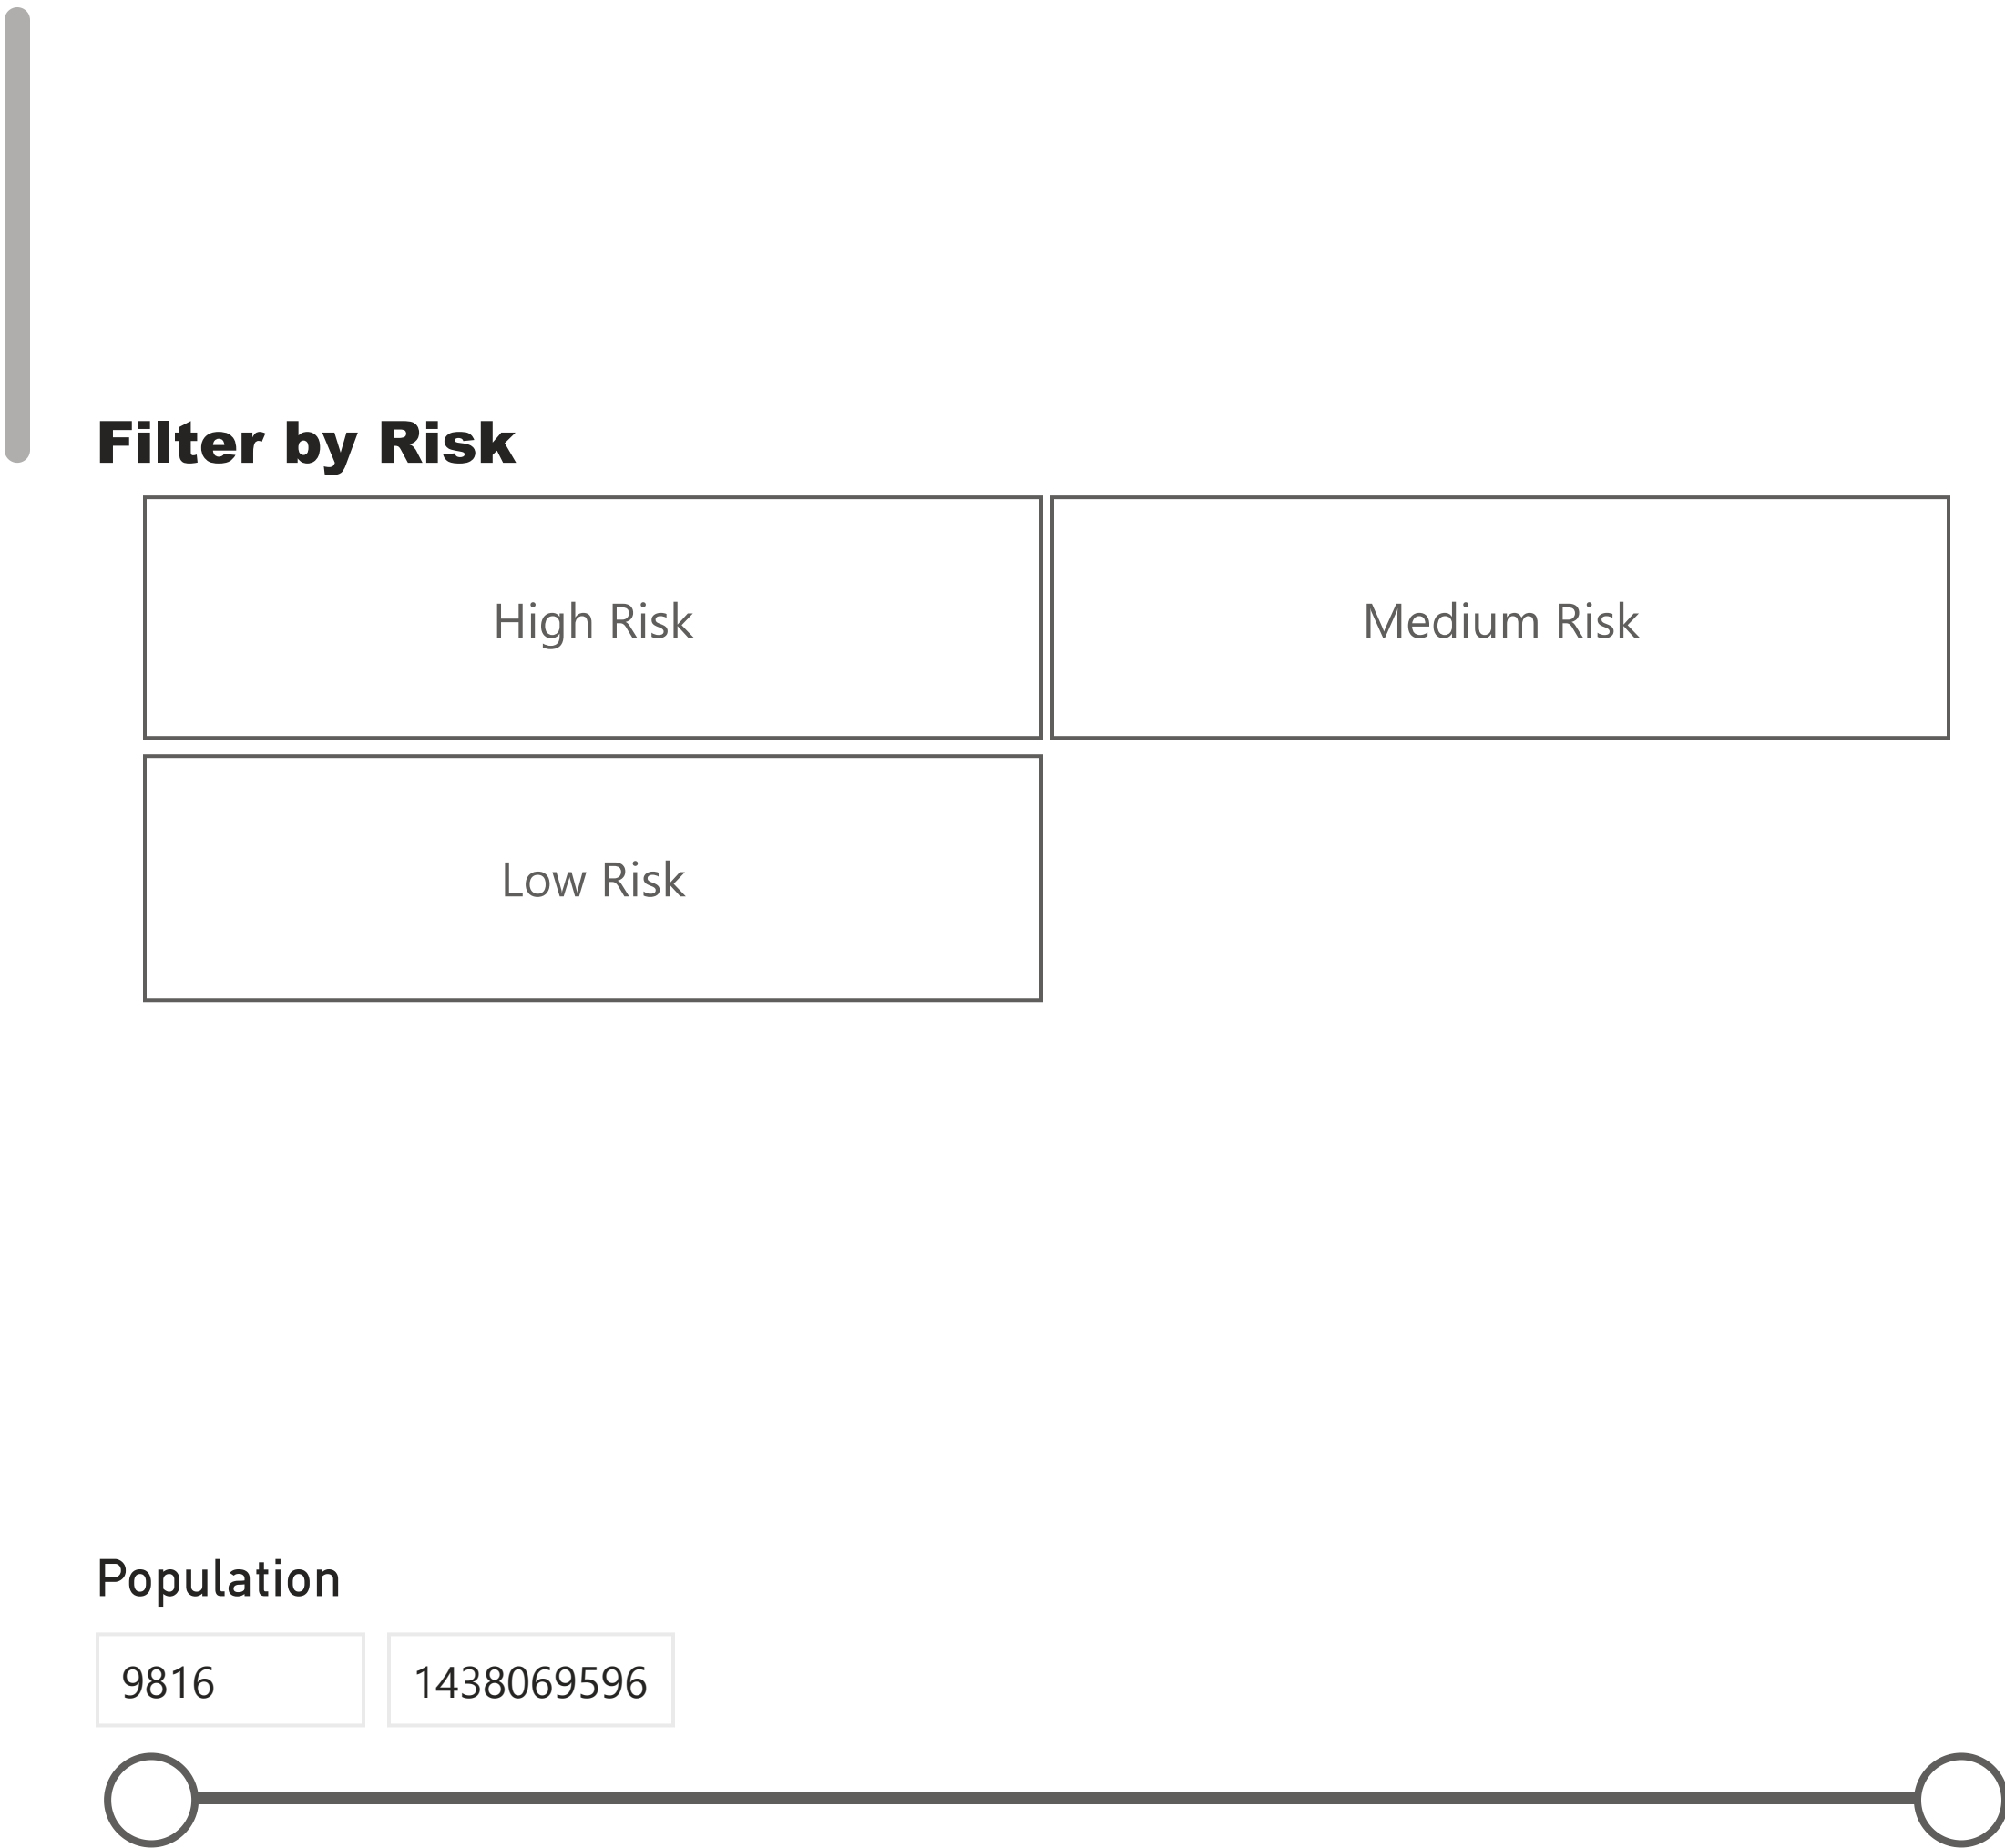 Filter by Risk
High Risk
Medium Risk
Low Risk
Population
9816
1438069596